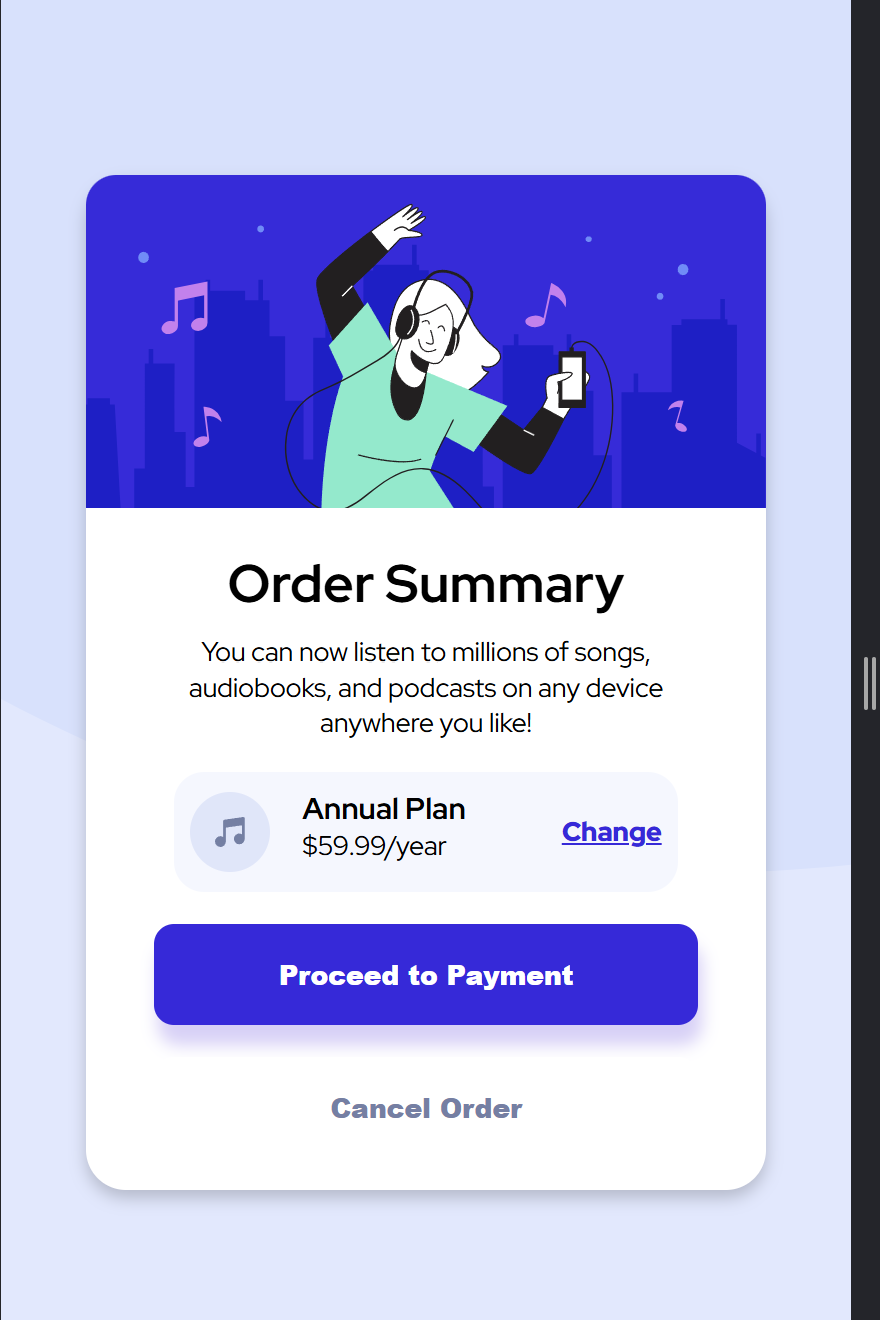 Order Summary
You can now listen to millions of songs,
audiobooks, and podcasts on any device
anywhere you like!
Annual Plan
$59.99/year
Change
Proceed to Payment
Cancel Order